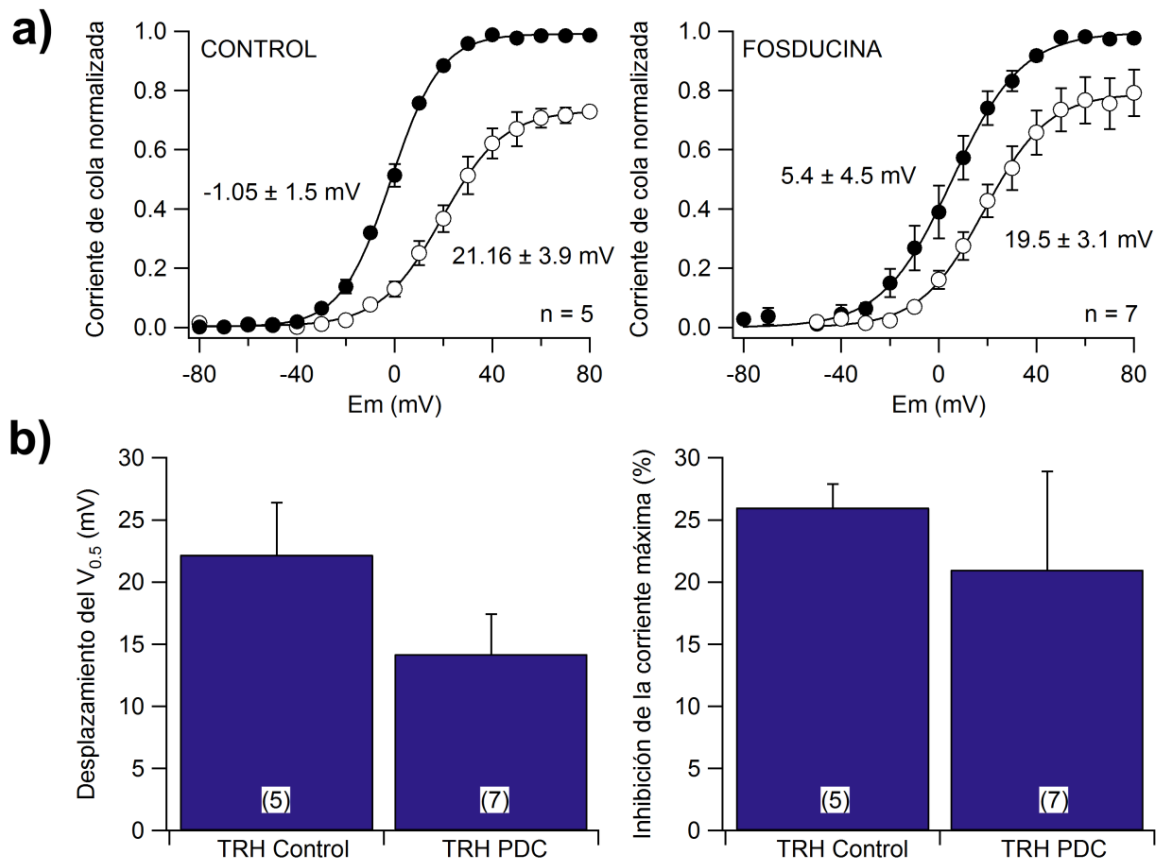 a)
CONTROL
Corriente de cola normalizada
1.0
0.8
0.6
0.4
0.2
0.0
-1.05 ± 1.5 mV
21.16 ± 3.9 mV
n = 5
-80
-40
0
40
80
Em (mV)
FOSDUCINA
Corriente de cola normalizada
1.0
0.8
0.6
0.4
0.2
0.0
5.4 ± 4.5 mV
19.5 ± 3.1 mV
n = 7
-80
-40
0
40
80
Em (mV)
b)
Desplazamiento del V0.5 (mV)
30
25
20
15
10
5
0
(5)
(7)
TRH Control
TRH PDC
Inhibición de la corriente máxima (%)
30
25
20
15
10
5
0
(5)
(7)
TRH Control
TRH PDC